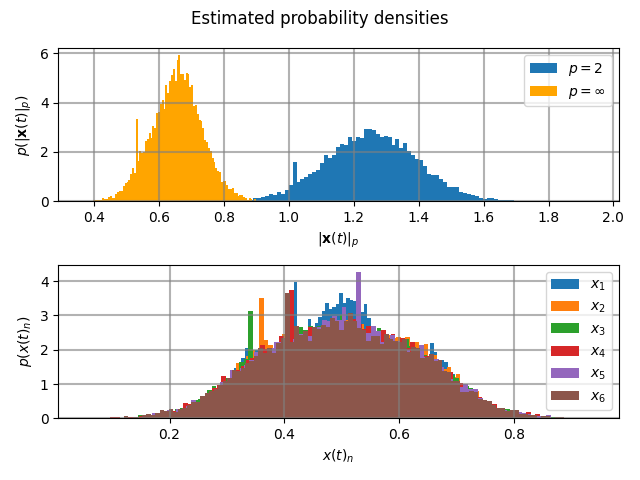 Estimated probability densities
6
4
2
0
p(|𝐱(t)|ₚ)
p = 2
p = ∞
0.4 0.6 0.8 1.0 1.2 1.4 1.6 1.8 2.0
|𝐱(t)|ₚ
4
3
2
1
0
p(x(t)ₙ)
x₁
x₂
x₃
x₄
x₅
x₆
0.2 0.4 0.6 0.8
x(t)ₙ